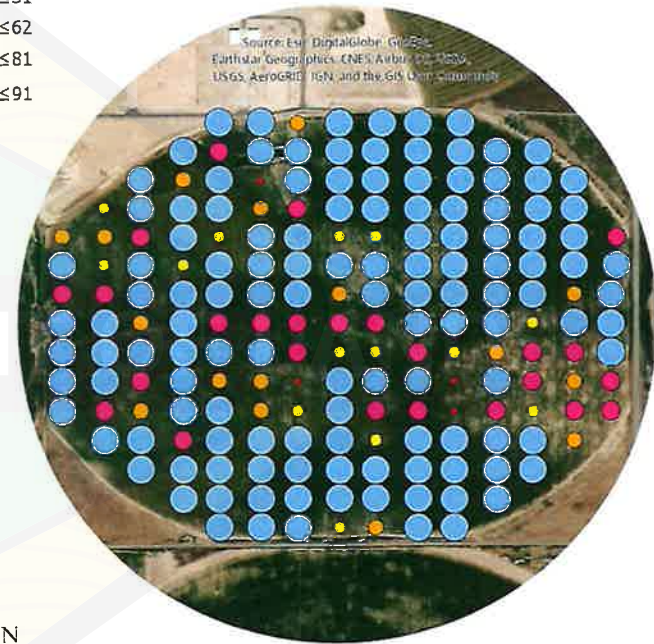 ≤62
≤81
≤91
Source: Esri, DigitalGlobe, GeoEye,
Earthstar Geographics, CNES/Airbus DS, USDA,
USGS, AeroGRID, IGN, and the GIS User Community
N